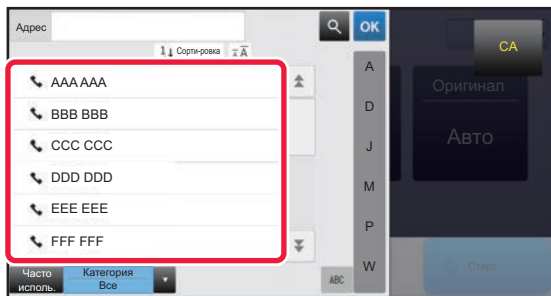 Адрес
OK
CA
Сорти-ровка
AAA AAA
BBB BBB
CCC CCC
DDD DDD
EEE EEE
FFF FFF
A
D
J
M
P
W
ABC
Оригинал
Авто
Часто
исполь.
Категория
Все
Старт